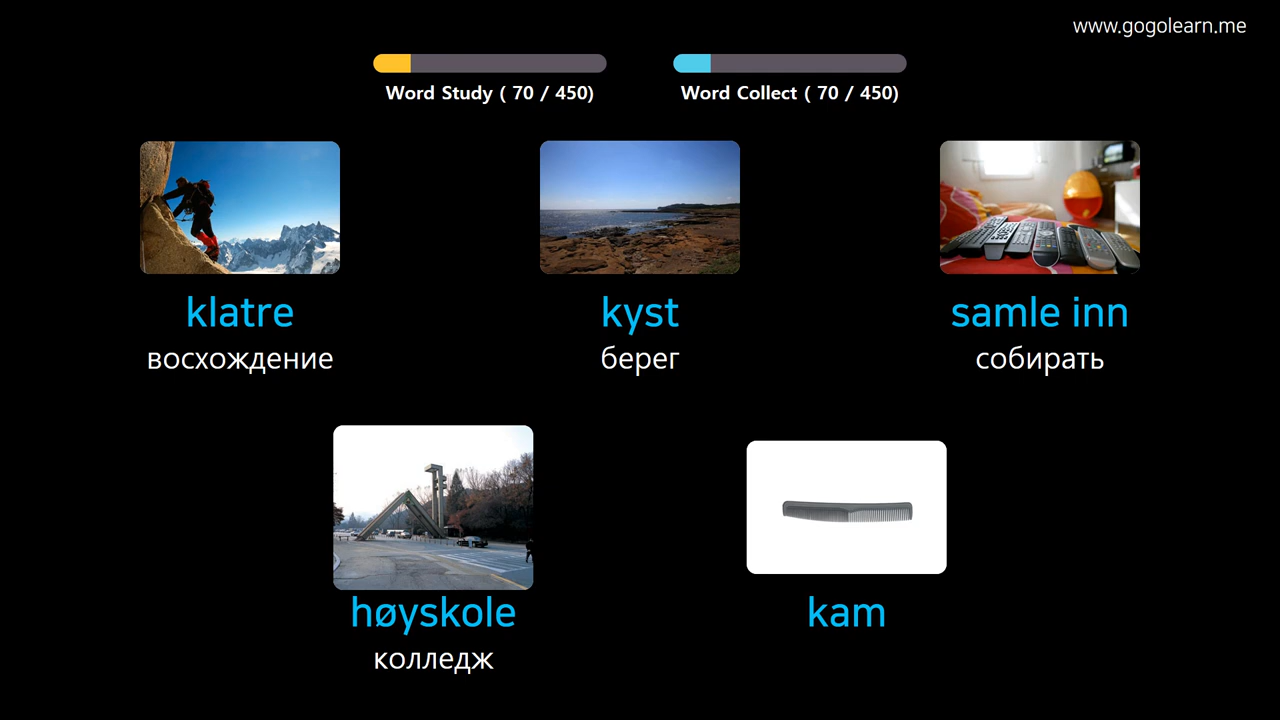 www.gogolearn.me
Word Study ( 70 / 450)
Word Collect ( 70 / 450)
klatre
восхождение
kyst
берег
samle inn
собирать
høyskole
колледж
kam